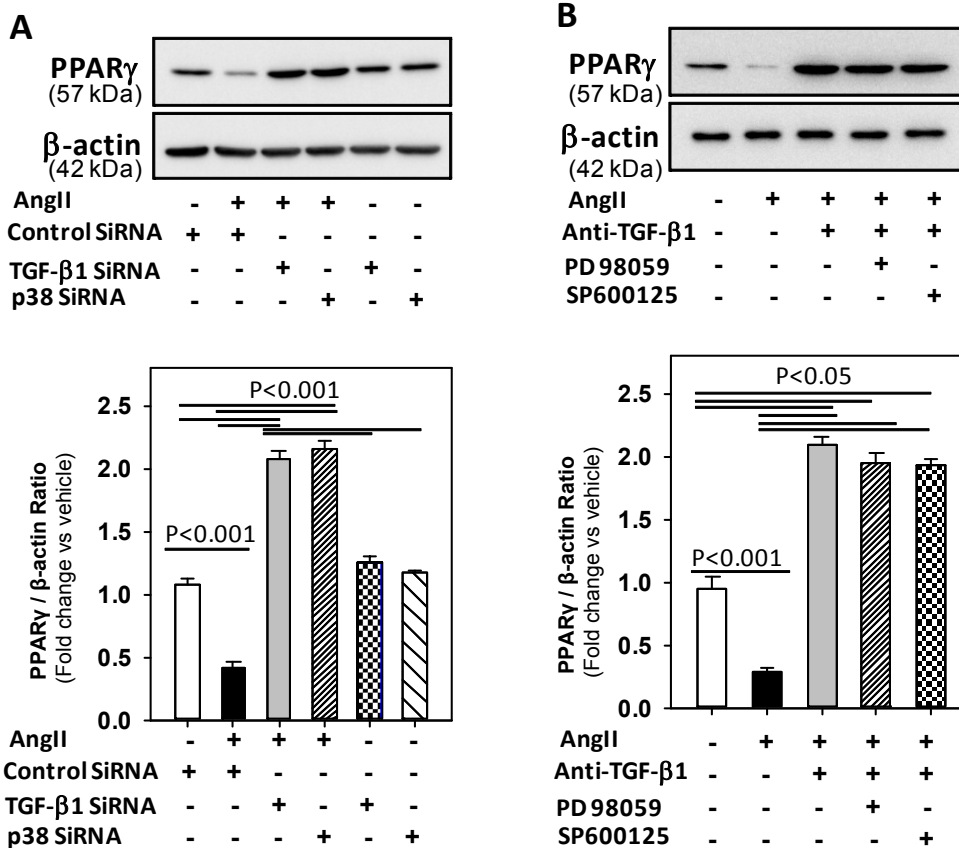 A
PPARγ
(57 kDa)
β-actin
(42 kDa)
AngII - + + + - -
Control SiRNA + + - - - -
TGF-β1 SiRNA - - + - + -
p38 SiRNA - - - + - +
P<0.001
P<0.001
PPARγ / β-actin Ratio
(Fold change vs vehicle)
2.5
2.0
1.5
1.0
0.5
0.0
AngII - + + + - -
Control SiRNA + + - - - -
TGF-β1 SiRNA - - + - + -
p38 SiRNA - - - + - +
B
PPARγ
(57 kDa)
β-actin
(42 kDa)
AngII - + + + +
Anti-TGF-β1 - - + + +
PD 98059 - - - + -
SP600125 - - - - +
P<0.05
P<0.001
PPARγ / β-actin Ratio
(Fold change vs vehicle)
2.5
2.0
1.5
1.0
0.5
0.0
AngII - + + + +
Anti-TGF-β1 - - + + +
PD 98059 - - - + -
SP600125 - - - - +